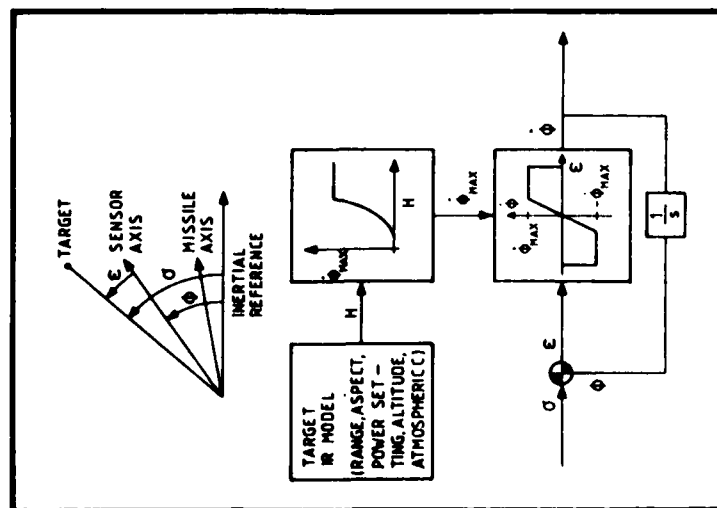 TARGET
SENSOR
AXIS
MISSILE
AXIS
INERTIAL
REFERENCE
ε
σ
Φ
TARGET
IR MODEL
(RANGE, ASPECT,
POWER SET-
TING, ALTITUDE,
ATMOSPHERIC()
H
Φ̇MAX
H
Φ̇MAX
σ
ε
Φ
Φ̇
Φ̇MAX
ε
-Φ̇MAX
Φ̇
1/s